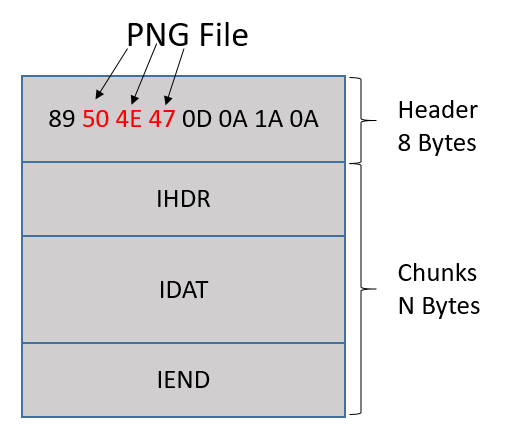 PNG File
89 50 4E 47 0D 0A 1A 0A
Header
8 Bytes
IHDR
IDAT
Chunks
N Bytes
IEND